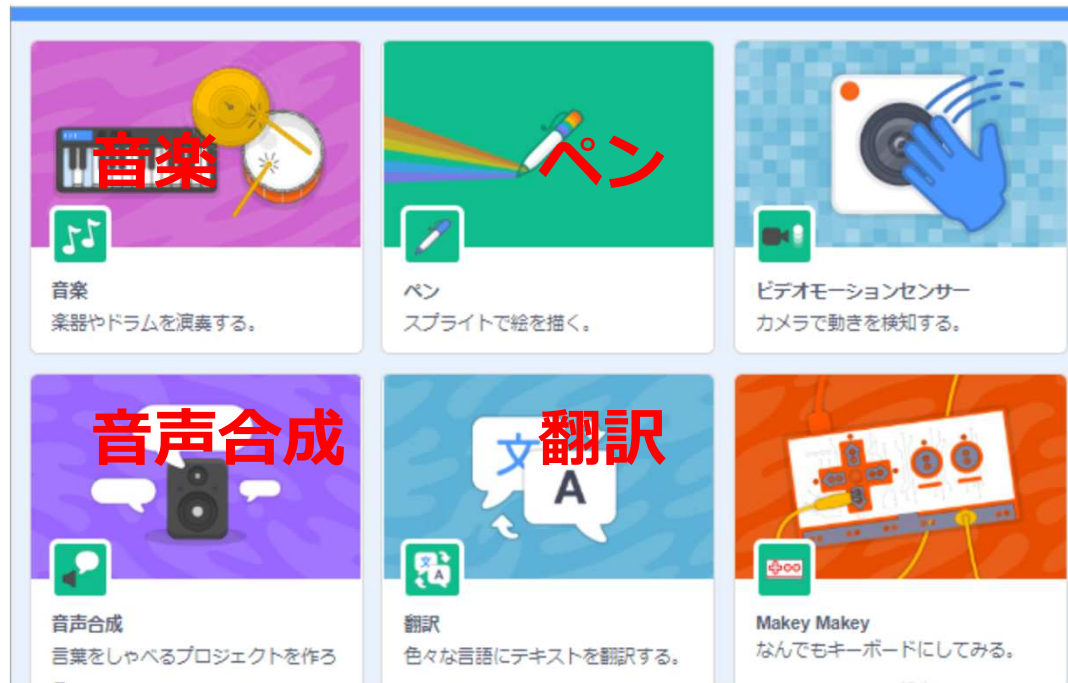 音楽
ペン
音楽
楽器やドラムを演奏する。
ペン
スプライトで絵を描く。
ビデオモーションセンサー
カメラで動きを検知する。
音声合成
翻訳
文
A
音声合成
言葉をしゃべるプロジェクトを作ろ
翻訳
色々な言語にテキストを翻訳する。
Makey Makey
なんでもキーボードにしてみる。